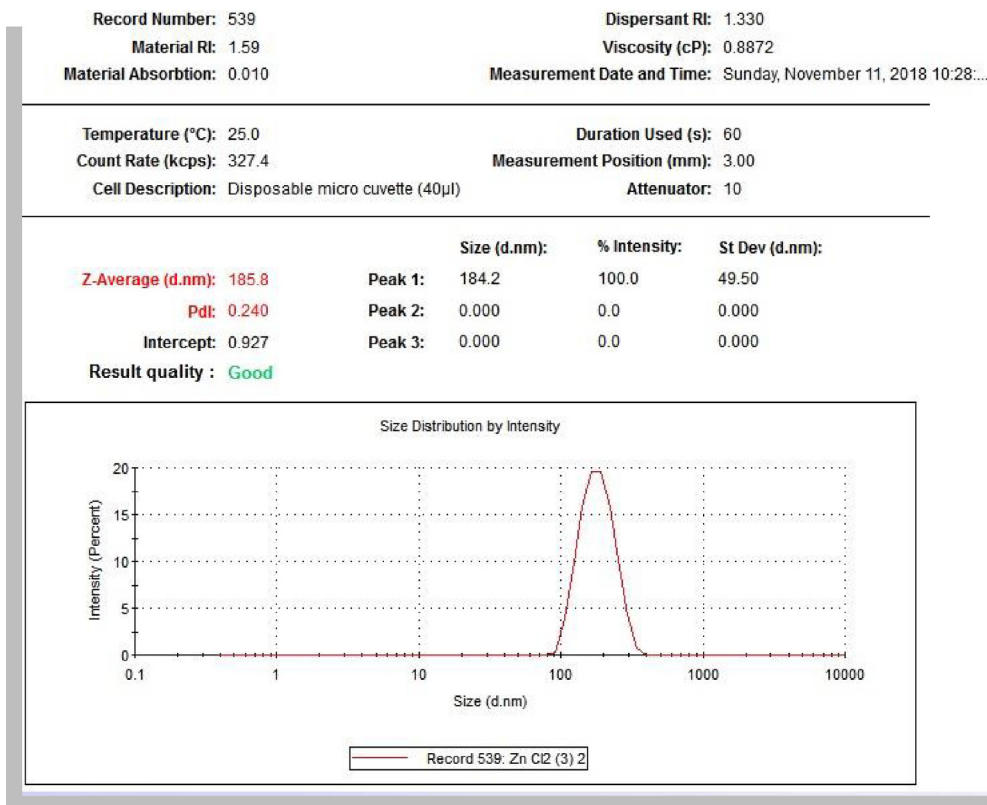 Record Number: 539 Dispersant RI: 1.330
Material RI: 1.59 Viscosity (cP): 0.8872
Material Absorbtion: 0.010 Measurement Date and Time: Sunday, November 11, 2018 10:28:...
Temperature (°C): 25.0 Duration Used (s): 60
Count Rate (kcps): 327.4 Measurement Position (mm): 3.00
Cell Description: Disposable micro cuvette (40µl) Attenuator: 10
Size (d.nm): % Intensity: St Dev (d.nm):
Z-Average (d.nm): 185.8 Peak 1: 184.2 100.0 49.50
PdI: 0.240 Peak 2: 0.000 0.0 0.000
Intercept: 0.927 Peak 3: 0.000 0.0 0.000
Result quality : Good
Size Distribution by Intensity
20
15
10
5
0
Intensity (Percent)
0.1 1 10 100 1000 10000
Size (d.nm)
Record 539: Zn Cl2 (3) 2